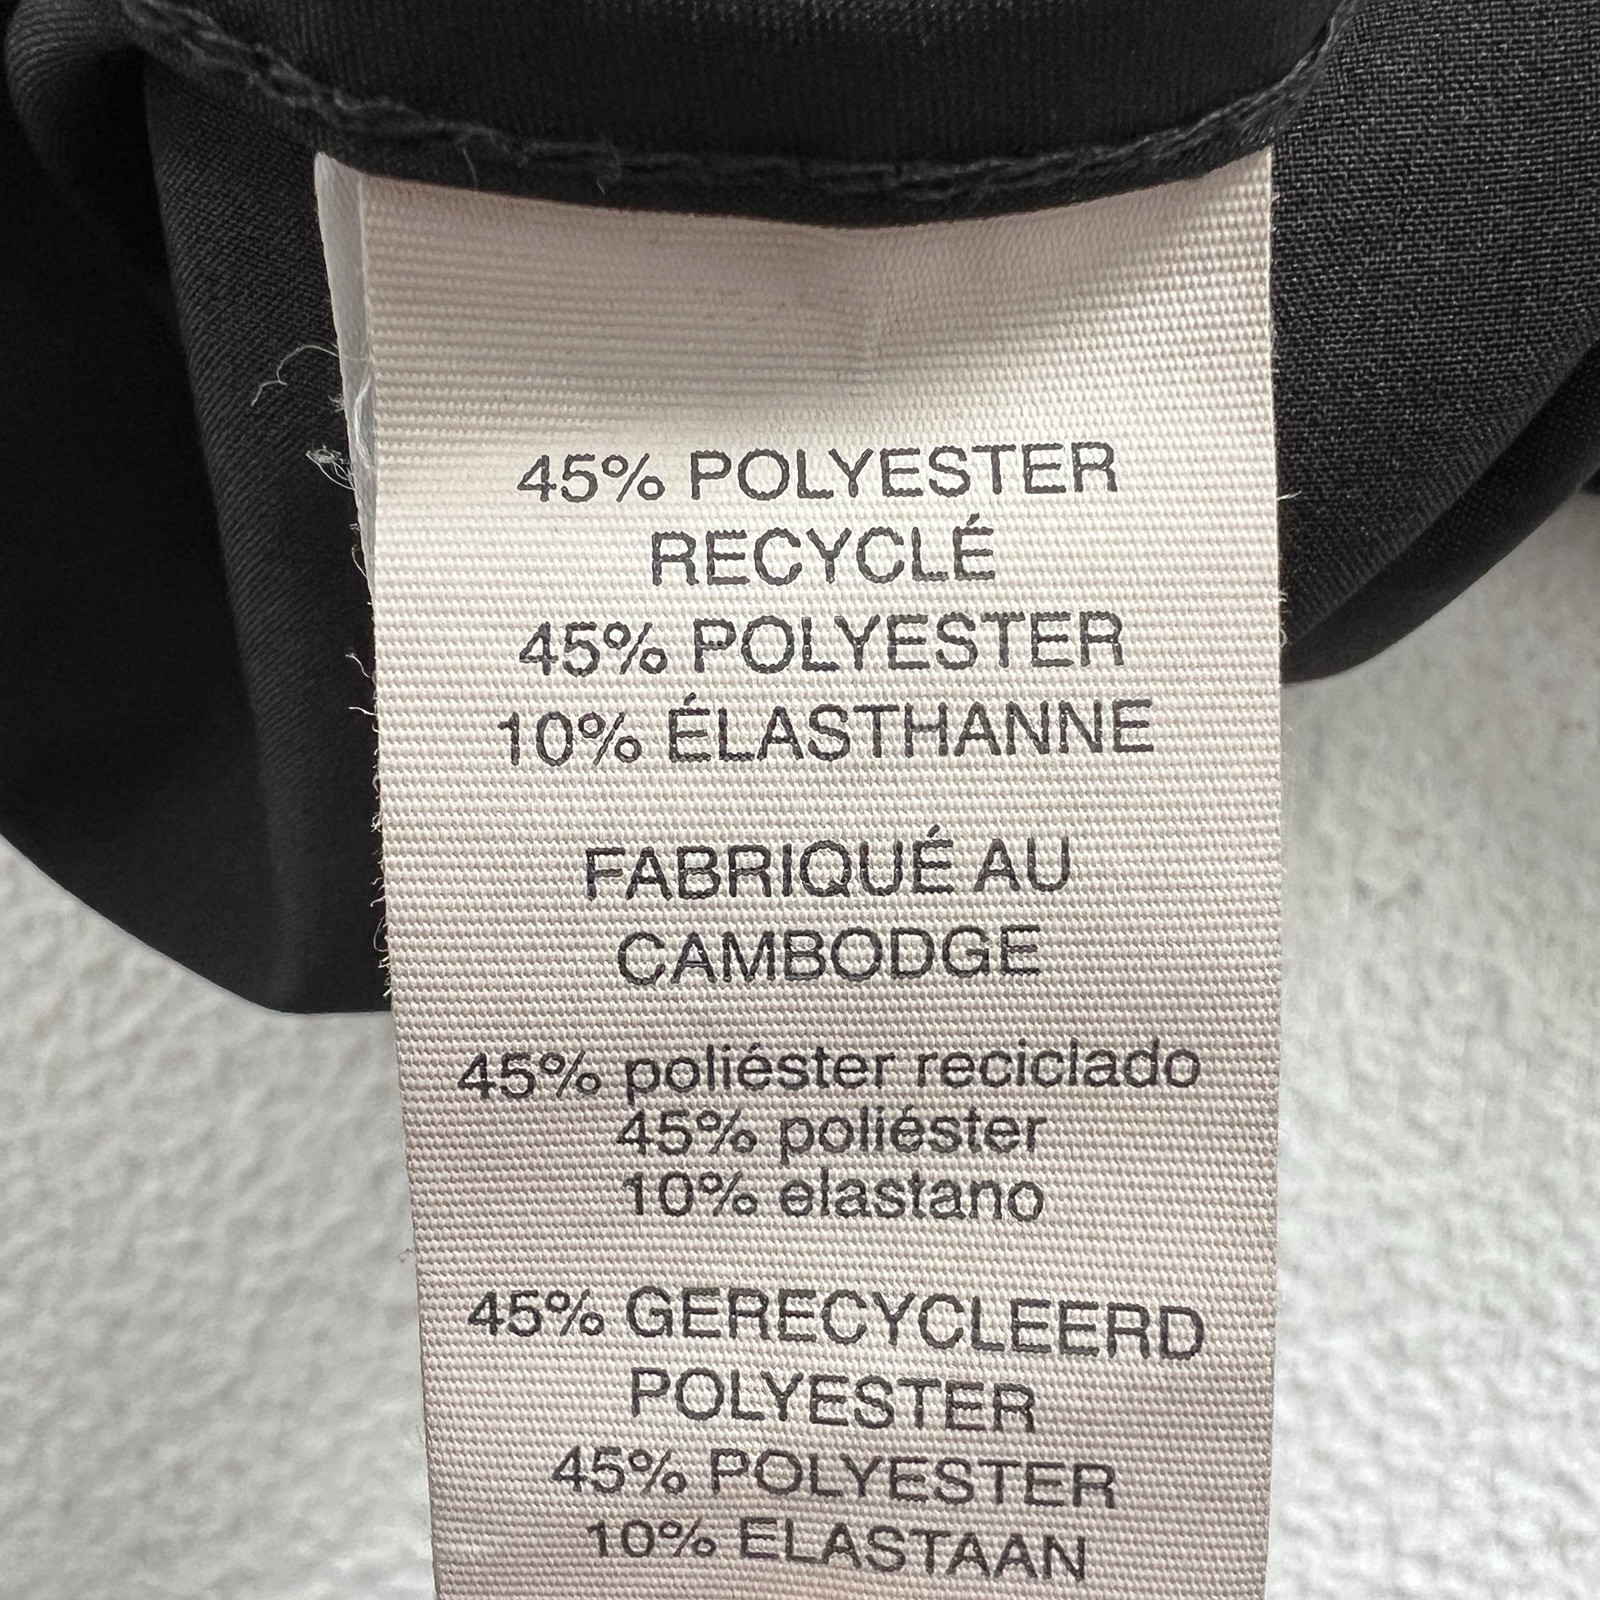 45% POLYESTER
RECYCLÉ
45% POLYESTER
10% ÉLASTHANNE
FABRIQUÉ AU
CAMBODGE
45% poliéster reciclado
45% poliéster
10% elastano
45% GERECYCLEERD
POLYESTER
45% POLYESTER
10% ELASTAAN